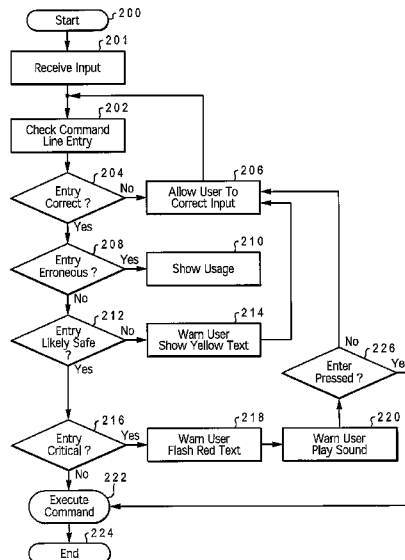 Start
200
201
Receive Input
202
Check Command
Line Entry
204
Entry
Correct ?
No
Yes
206
Allow User To
Correct Input
208
Entry
Erroneous ?
Yes
No
210
Show Usage
212
Entry
Likely Safe
?
No
Yes
214
Warn User
Show Yellow Text
No
226
Enter
Pressed ?
Yes
216
Entry
Critical ?
Yes
No
218
Warn User
Flash Red Text
220
Warn User
Play Sound
222
Execute
Command
224
End